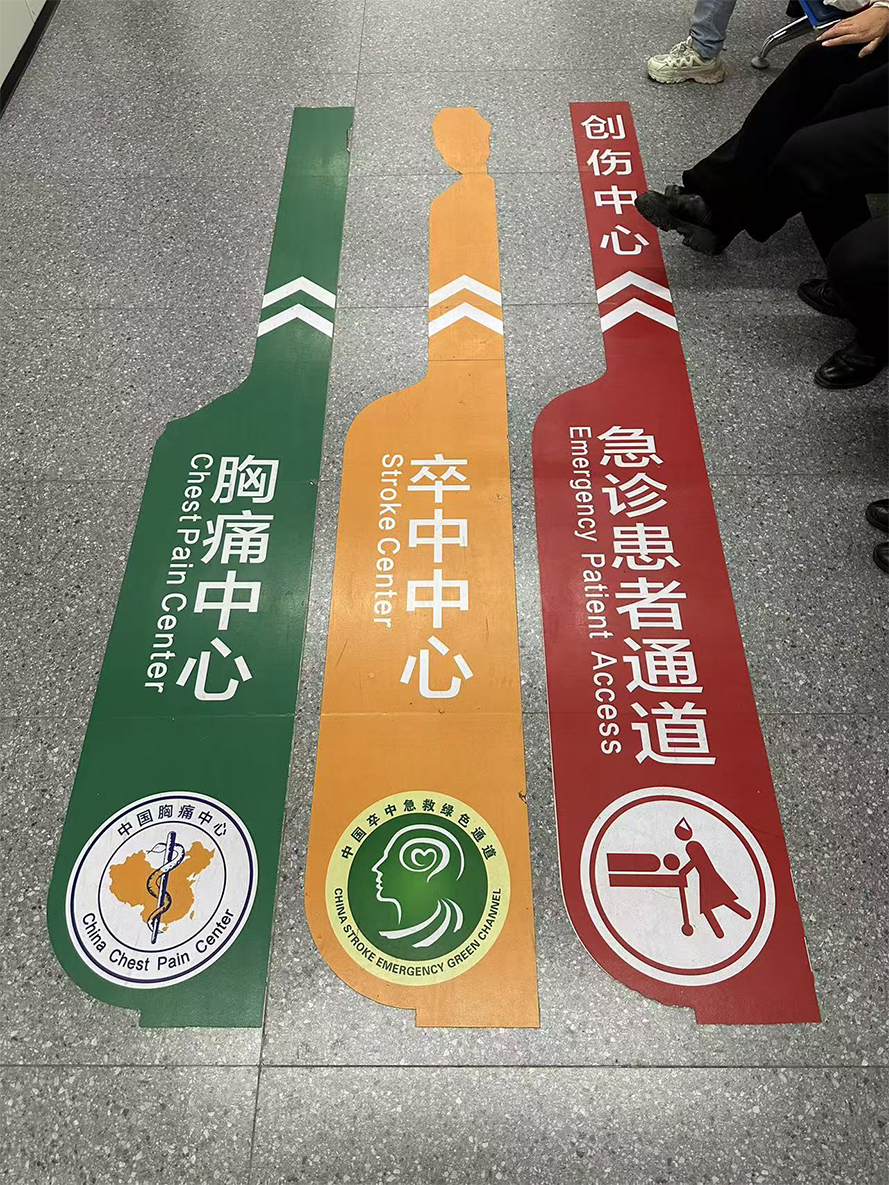 胸痛中心
Chest Pain Center
中国胸痛中心
China Chest Pain Center
卒中中心
Stroke Center
中国卒中急救绿色通道
CHINA STROKE EMERGENCY GREEN CHANNEL
创伤中心
急诊患者通道
Emergency Patient Access